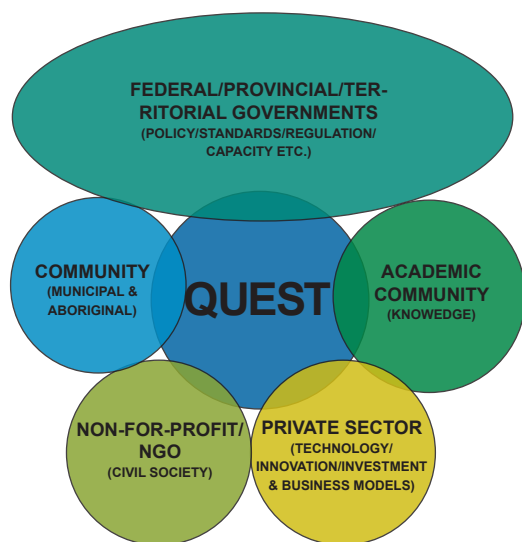 FEDERAL/PROVINCIAL/TER-
RITORIAL GOVERNMENTS
(POLICY/STANDARDS/REGULATION/
CAPACITY ETC.)
COMMUNITY
(MUNICIPAL &
ABORIGINAL)
QUEST
ACADEMIC
COMMUNITY
(KNOWEDGE)
NON-FOR-PROFIT/
NGO
(CIVIL SOCIETY)
PRIVATE SECTOR
(TECHNOLOGY/
INNOVATION/INVESTMENT
& BUSINESS MODELS)